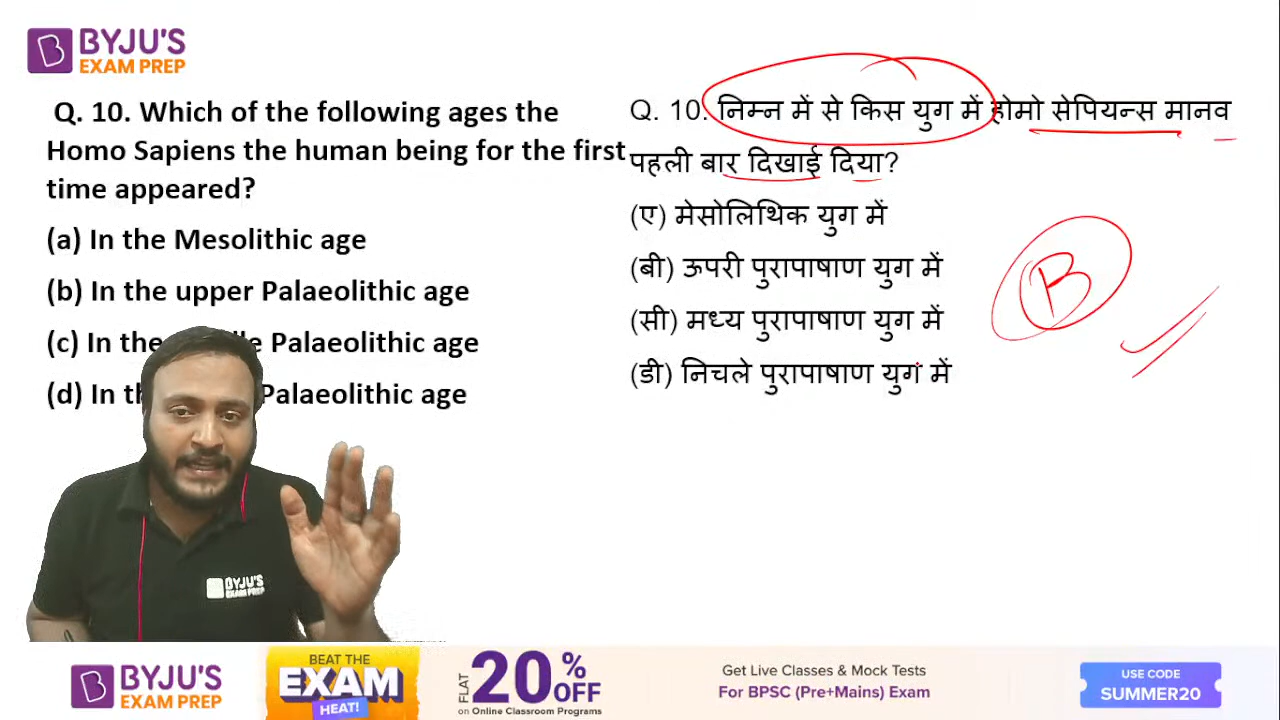 BYJU'S
EXAM PREP
Q. 10. Which of the following ages the
Homo Sapiens the human being for the first
time appeared?
(a) In the Mesolithic age
(b) In the upper Palaeolithic age
(c) In the Palaeolithic age
(d) In Palaeolithic age
Q. 10. निम्न में से किस युग में होमो सेपियन्स मानव
पहली बार दिखाई दिया?
(ए) मेसोलिथिक युग में
(बी) ऊपरी पुरापाषाण युग में
(सी) मध्य पुरापाषाण युग में
(डी) निचले पुरापाषाण युग में
B
BYJU'S
EXAM PREP
BYJU'S
EXAM PREP
BEAT THE
EXAM
HEAT!
FLAT 20% OFF
on Online Classroom Programs
Get Live Classes & Mock Tests
For BPSC (Pre+Mains) Exam
USE CODE
SUMMER20